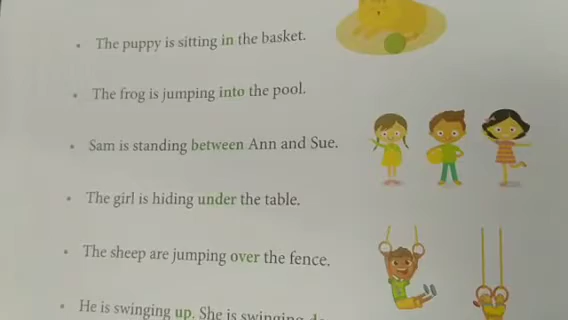 • The puppy is sitting in the basket.
• The frog is jumping into the pool.
• Sam is standing between Ann and Sue.
• The girl is hiding under the table.
• The sheep are jumping over the fence.
• He is swinging up. She is swinging